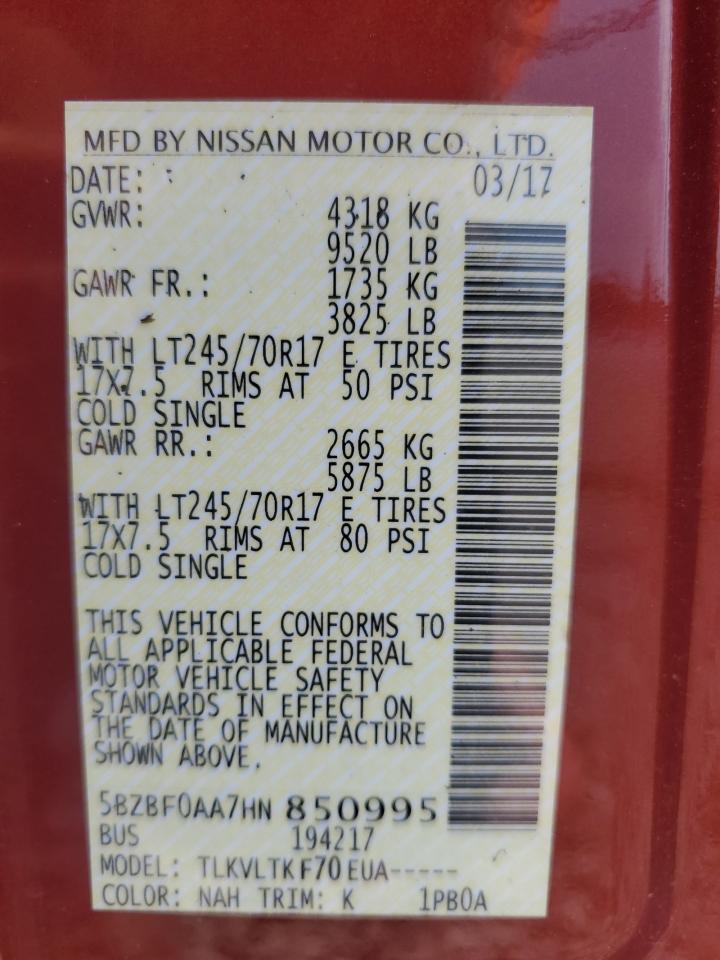 MFD BY NISSAN MOTOR CO., LTD.
DATE: 03/17
GVWR: 4318 KG
9520 LB
GAWR FR.: 1735 KG
3825 LB
WITH LT245/70R17 E TIRES
17X7.5 RIMS AT 50 PSI
COLD SINGLE
GAWR RR.: 2665 KG
5875 LB
WITH LT245/70R17 E TIRES
17X7.5 RIMS AT 80 PSI
COLD SINGLE
THIS VEHICLE CONFORMS TO
ALL APPLICABLE FEDERAL
MOTOR VEHICLE SAFETY
STANDARDS IN EFFECT ON
THE DATE OF MANUFACTURE
SHOWN ABOVE.
5BZBF0AA7HN 850995
BUS 194217
MODEL: TLKVLTKF70EUA-----
COLOR: NAH TRIM: K 1PB0A